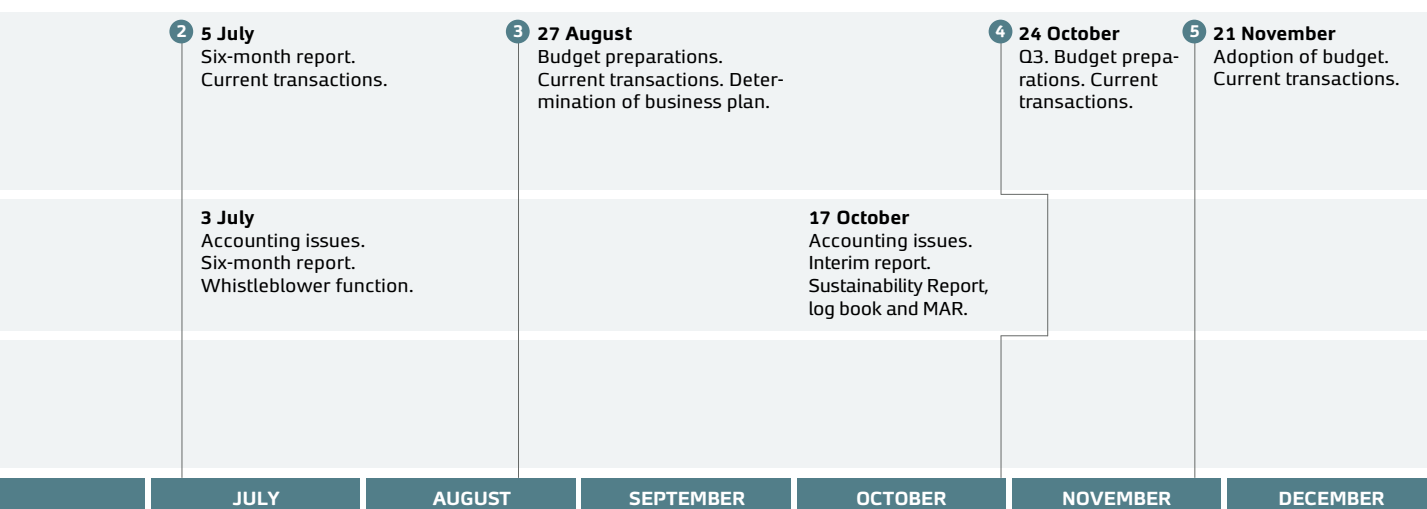 2 5 July
Six-month report.
Current transactions.
3 27 August
Budget preparations.
Current transactions. Deter-
mination of business plan.
4 24 October
Q3. Budget prepa-
rations. Current
transactions.
5 21 November
Adoption of budget.
Current transactions.
3 July
Accounting issues.
Six-month report.
Whistleblower function.
17 October
Accounting issues.
Interim report.
Sustainability Report,
log book and MAR.
JULY AUGUST SEPTEMBER OCTOBER NOVEMBER DECEMBER